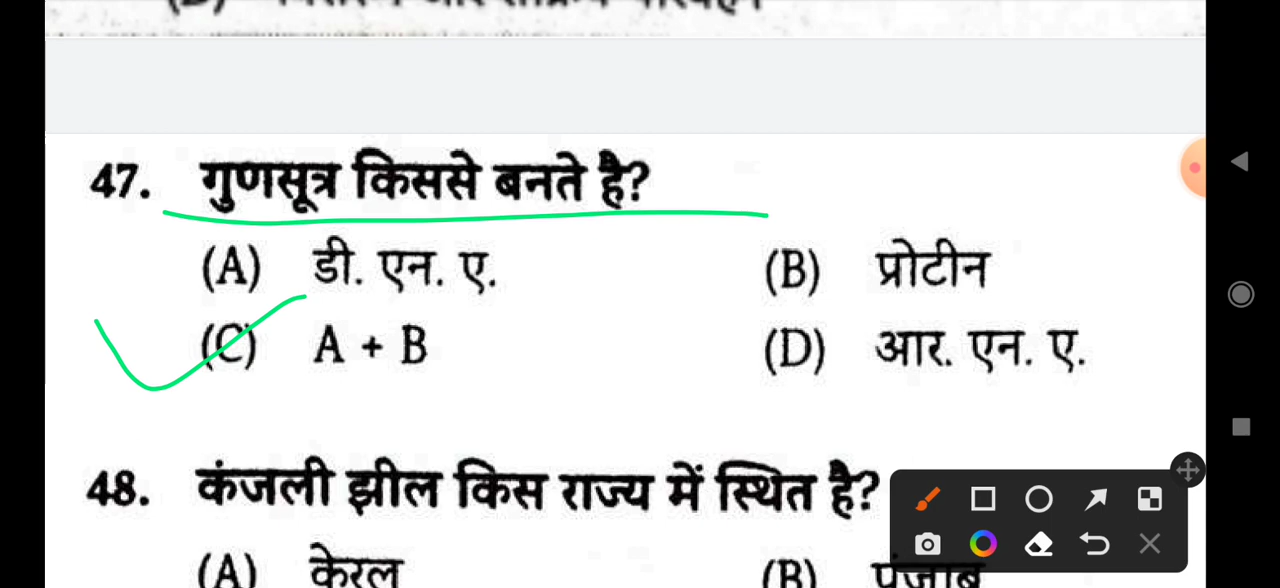 47. गुणसूत्र किससे बनते है?
(A) डी. एन. ए. (B) प्रोटीन
(C) A + B (D) आर. एन. ए.
48. कंजली झील किस राज्य में स्थित है?
(A) केरल (B) पंजाब